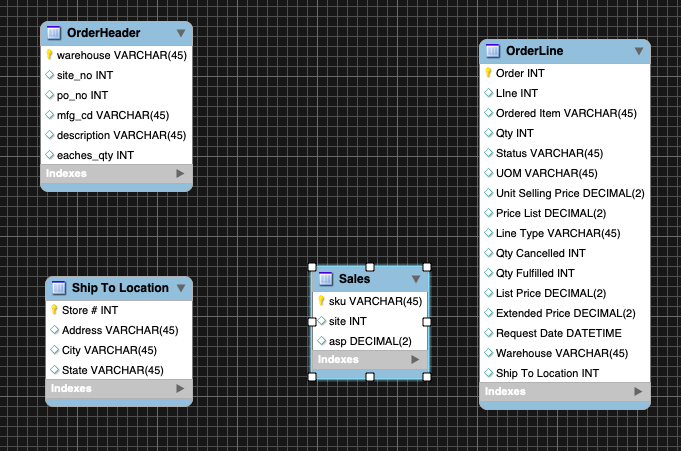 OrderHeader
warehouse VARCHAR(45)
site_no INT
po_no INT
mfg_cd VARCHAR(45)
description VARCHAR(45)
eaches_qty INT
Indexes
OrderLine
Order INT
LIne INT
Ordered Item VARCHAR(45)
Qty INT
Status VARCHAR(45)
UOM VARCHAR(45)
Unit Selling Price DECIMAL(2)
Price List DECIMAL(2)
Line Type VARCHAR(45)
Qty Cancelled INT
Qty Fulfilled INT
List Price DECIMAL(2)
Extended Price DECIMAL(2)
Request Date DATETIME
Warehouse VARCHAR(45)
Ship To Location INT
Indexes
Ship To Location
Store # INT
Address VARCHAR(45)
City VARCHAR(45)
State VARCHAR(45)
Indexes
Sales
sku VARCHAR(45)
site INT
asp DECIMAL(2)
Indexes